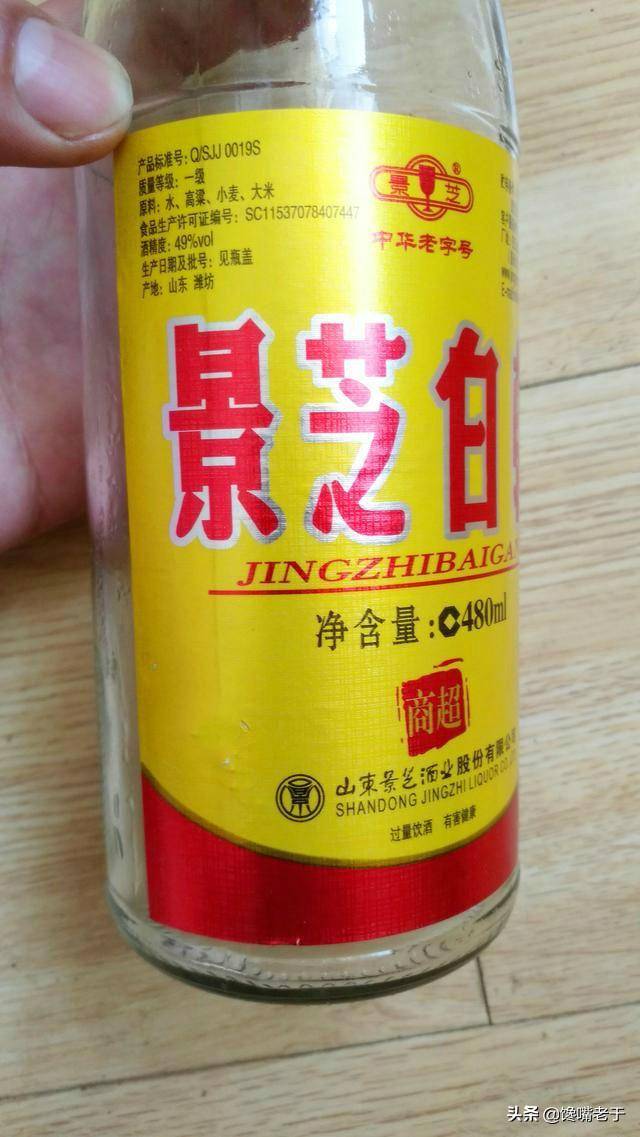 产品标准号: Q/SJJ 0019S
质量等级: 一级
原料: 水、高粱、小麦、大米
食品生产许可证编号: SC11537078407447
酒精度: 49%vol
生产日期及批号: 见瓶盖
产地: 山东 潍坊
景芝®
中华老字号
景芝白
JINGZHIBAIGA
净含量:480ml
商超
景
山东景芝酒业股份有限公司
SHANDONG JINGZHI LIQUOR CO
过量饮酒 有害健康
头条 @馋嘴老于